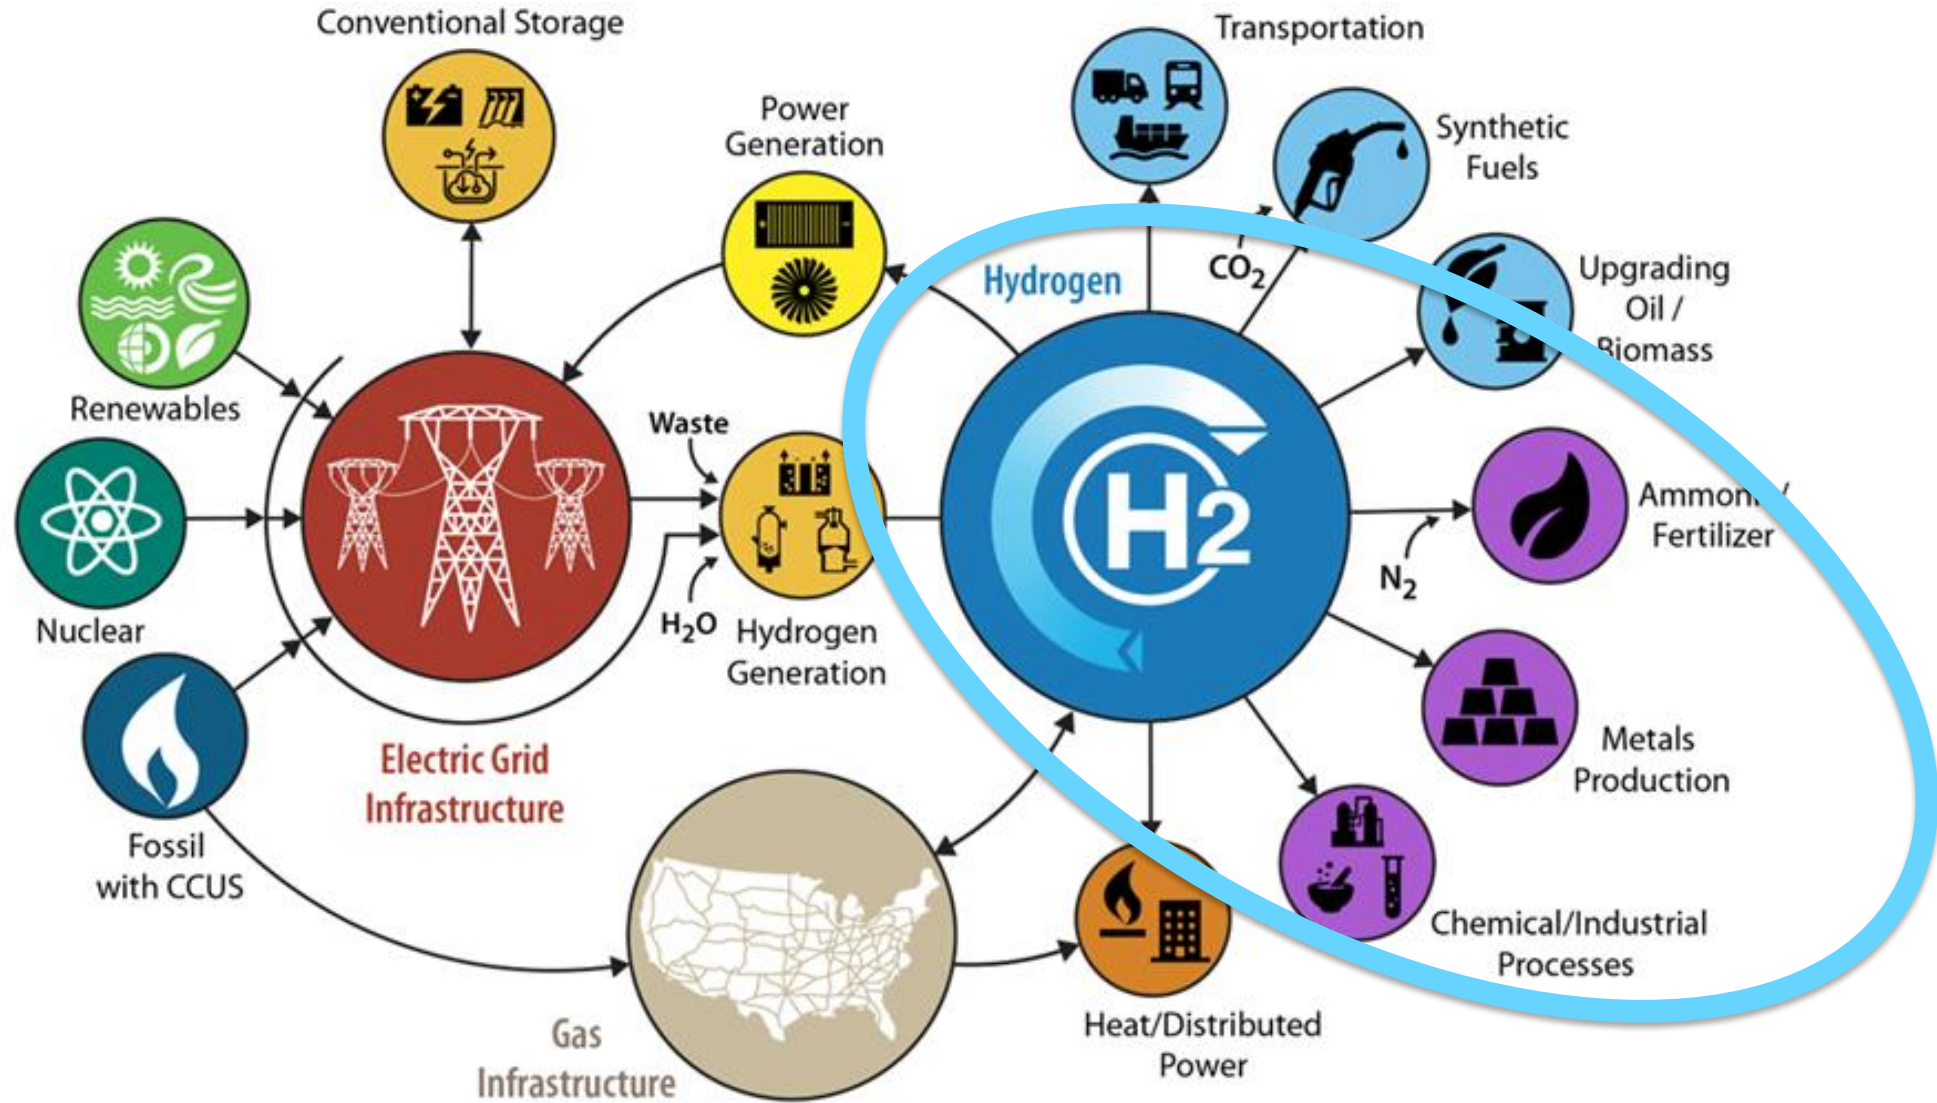 Conventional Storage
Transportation
Power
Generation
Synthetic
Fuels
Hydrogen
CO2
Upgrading
Oil /
Biomass
Renewables
Waste
H2
Fertilizer
N2
Nuclear
H2O
Hydrogen
Generation
Metals
Production
Electric Grid
Infrastructure
Fossil
with CCUS
Chemical/Industrial
Processes
Gas
Infrastructure
Heat/Distributed
Power